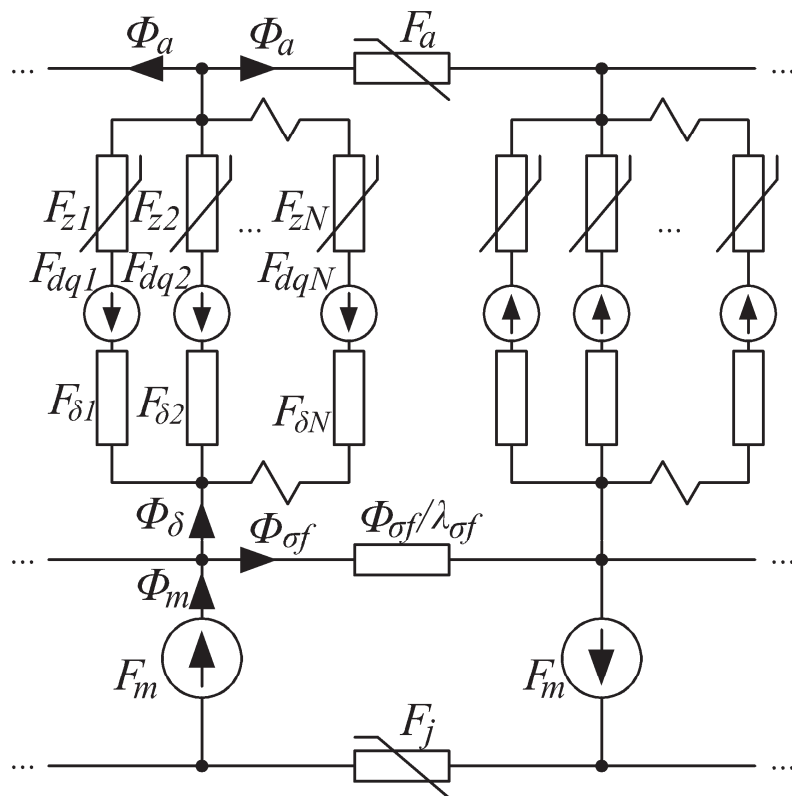 Φa Φa Fa
... ...
Fz1 Fz2 ... FzN ...
Fdq1 Fdq2 FdqN
Fδ1 Fδ2 FδN
Φδ Φσf Φσf/λσf
... ...
Φm
Fm Fm
Fj
... ...